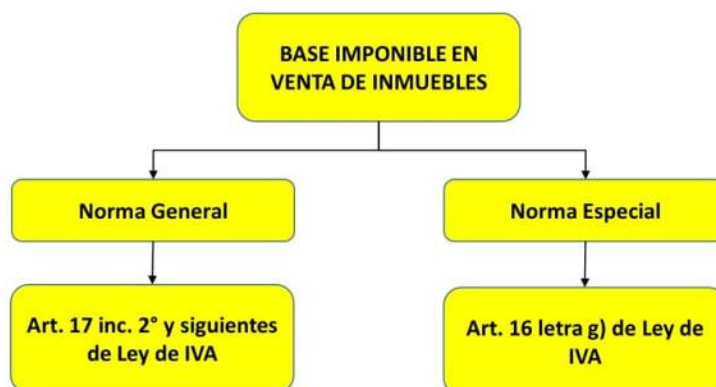 BASE IMPONIBLE EN
VENTA DE INMUEBLES
Norma General
Norma Especial
Art. 17 inc. 2° y siguientes
de Ley de IVA
Art. 16 letra g) de Ley de
IVA